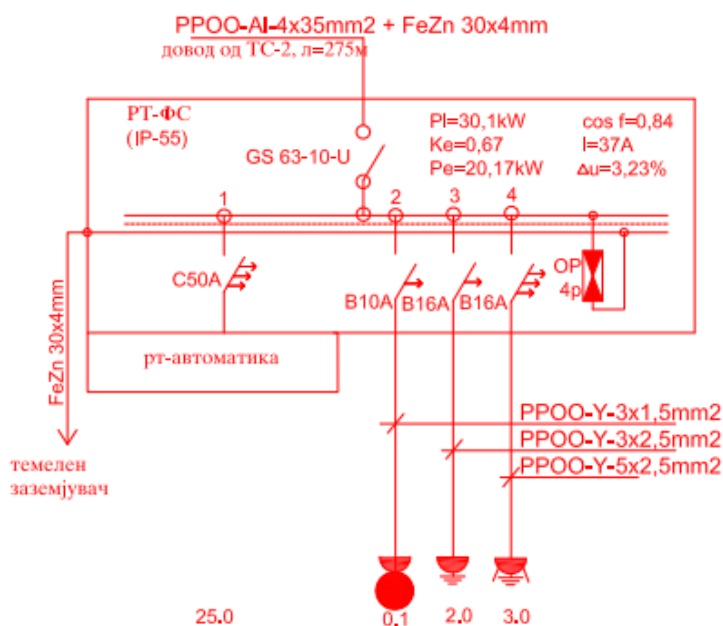 PPOO-Al-4x35mm2 + FeZn 30x4mm
довод од ТС-2, л=275м
РТ-ФС
(IP-55)
GS 63-10-U
Pl=30,1kW
Ke=0,67
Pe=20,17kW
cos f=0,84
I=37A
Δu=3,23%
1
2
3
4
C50A
B10A
B16A
B16A
OP
4p
FeZn 30x4mm
рт-автоматика
темелен
заземјувач
PPOO-Y-3x1,5mm2
PPOO-Y-3x2,5mm2
PPOO-Y-5x2,5mm2
25.0
0.1
2.0
3.0